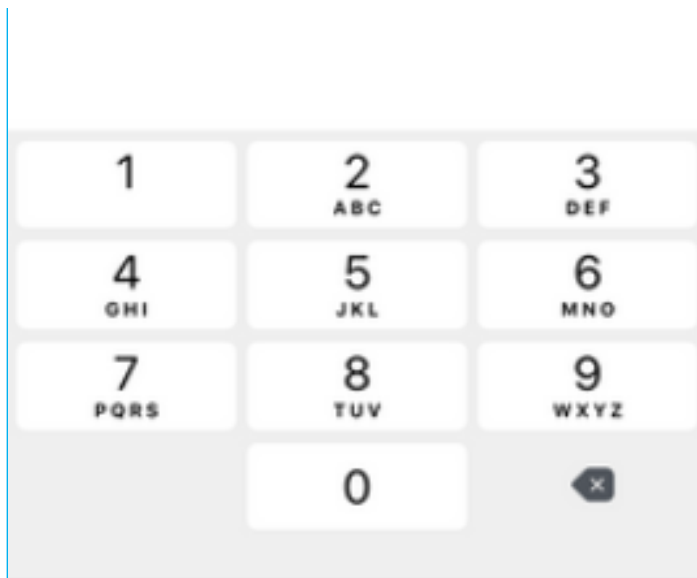 1 2 3
ABC DEF
4 5 6
GHI JKL MNO
7 8 9
PQRS TUV WXYZ
0